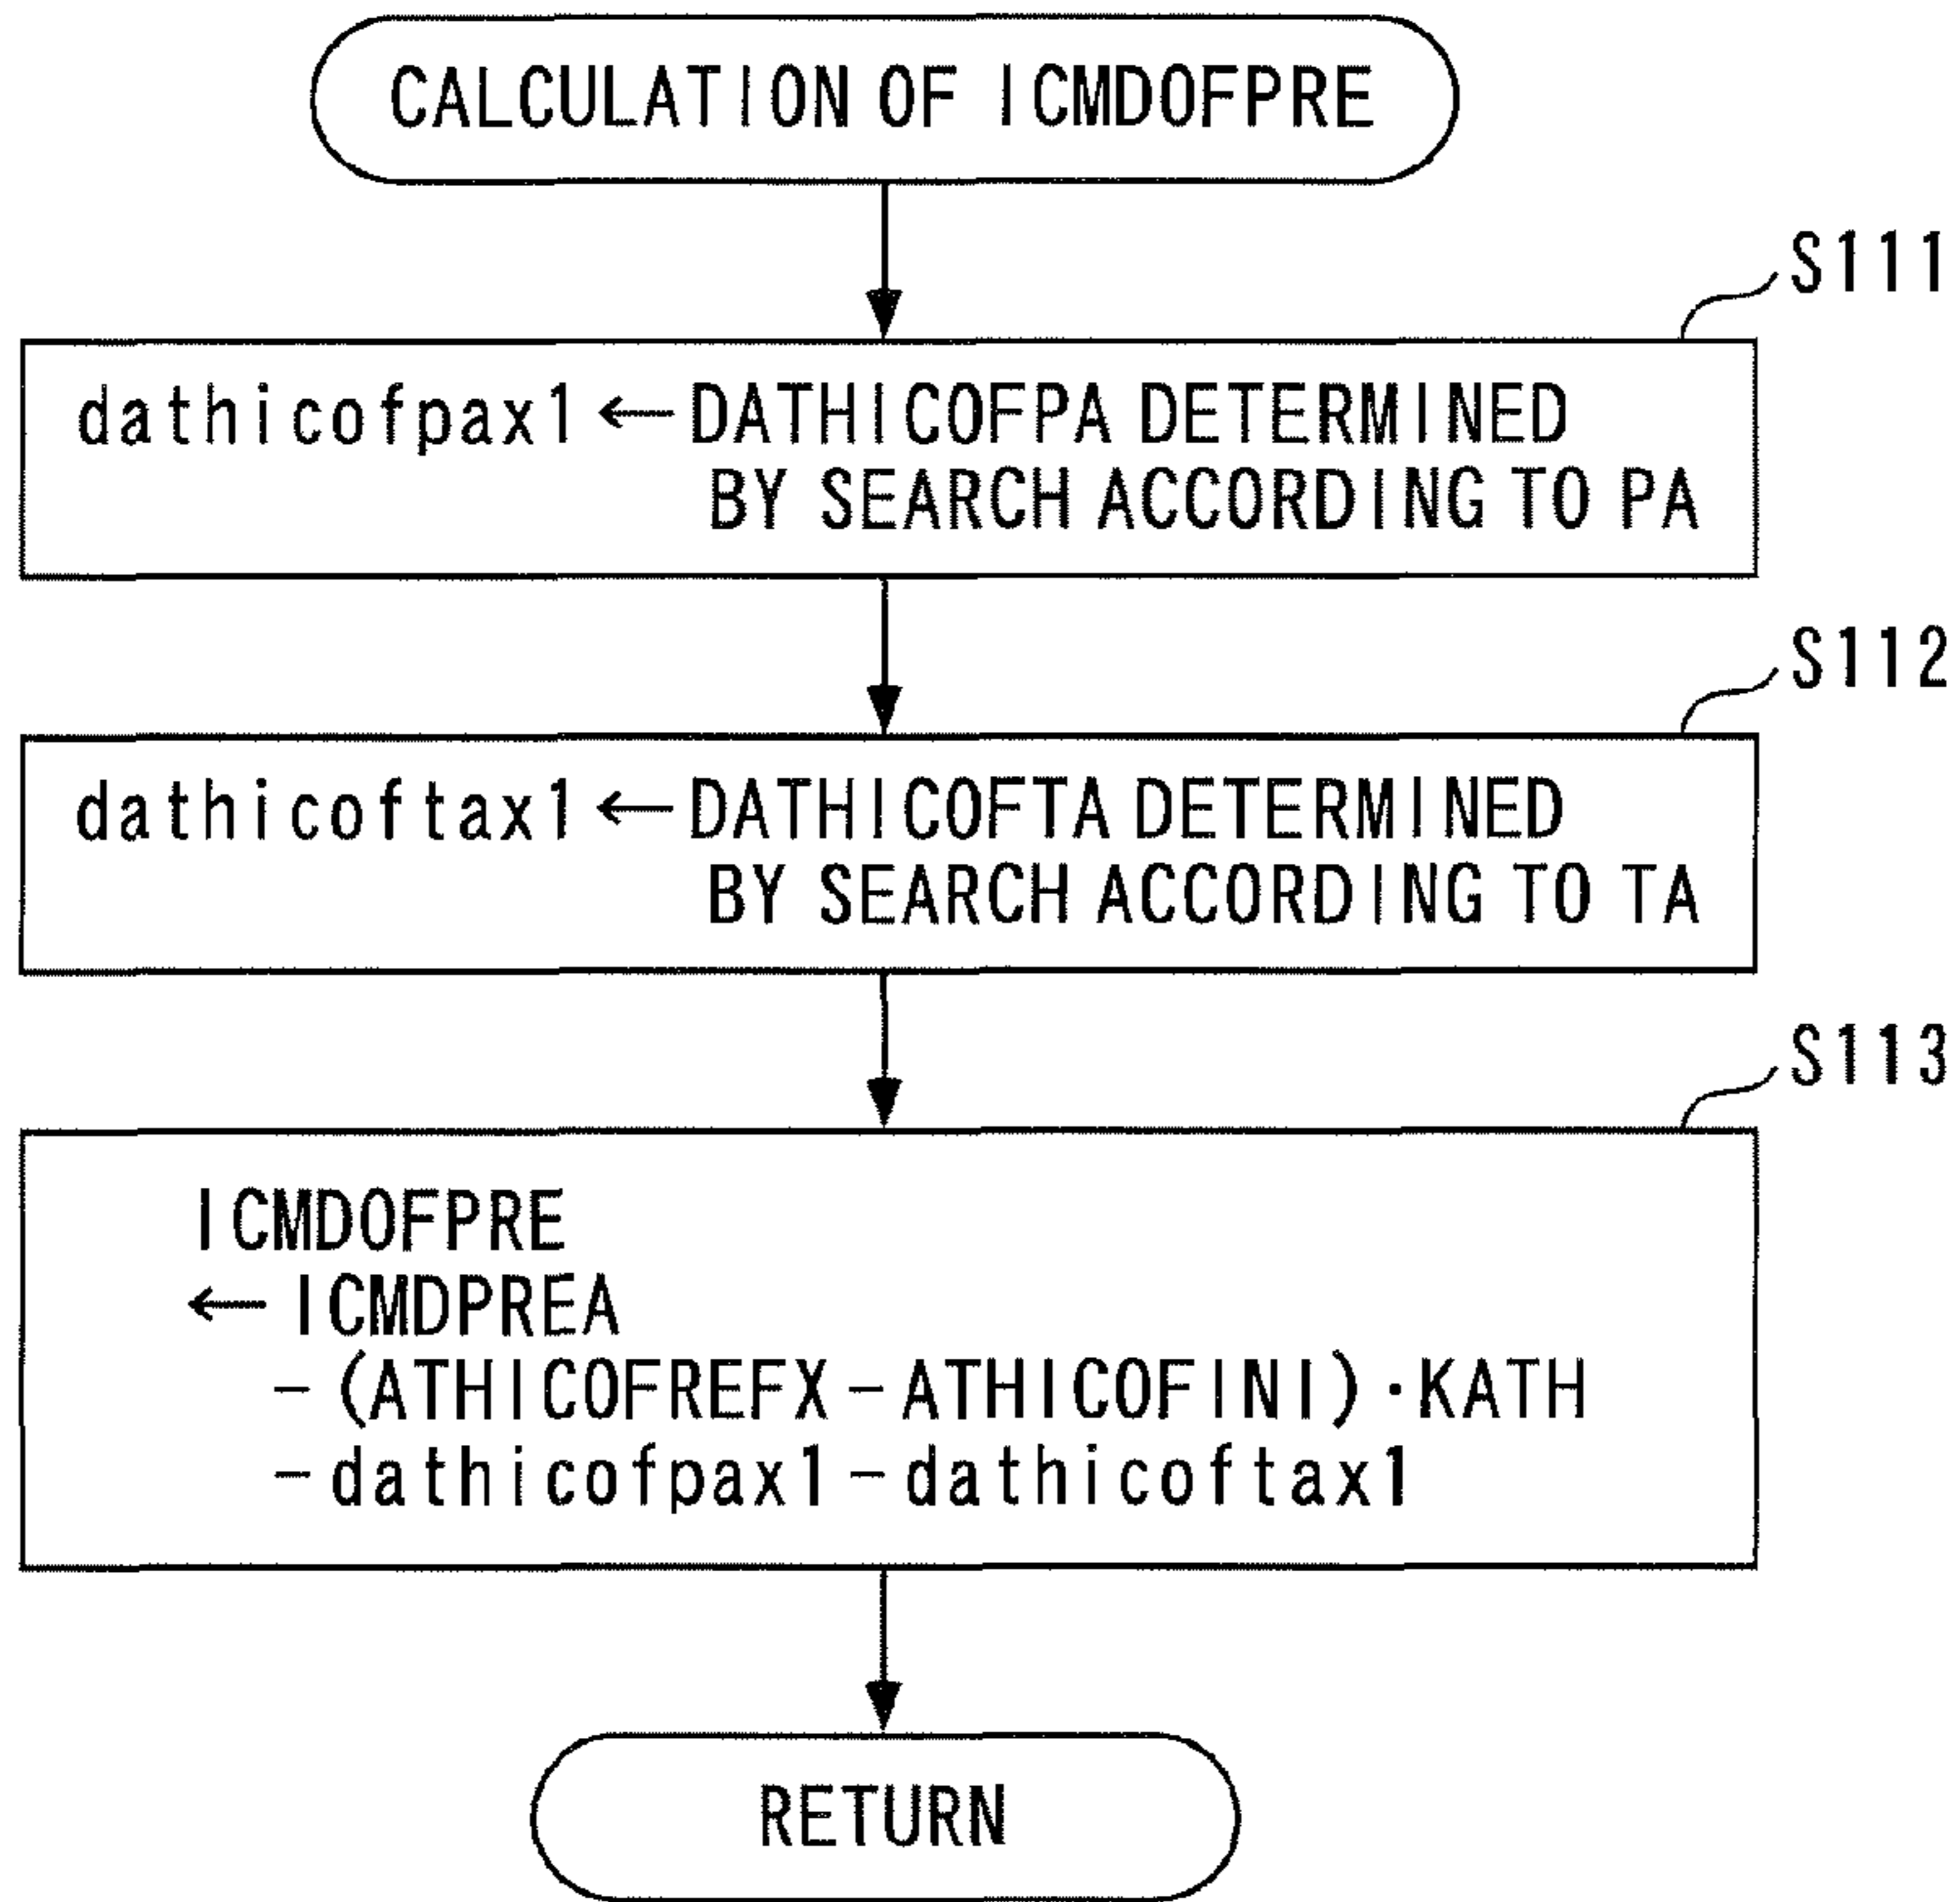 CALCULATION OF ICMDOFPRE
S111
dathicofpax1←DATHICOFPA DETERMINED
BY SEARCH ACCORDING TO PA
S112
dathicoftax1←DATHICOFTA DETERMINED
BY SEARCH ACCORDING TO TA
S113
ICMDOFPRE
←ICMDPREA
-(ATHICOFREFX-ATHICOFINI)·KATH
-dathicofpax1-dathicoftax1
RETURN